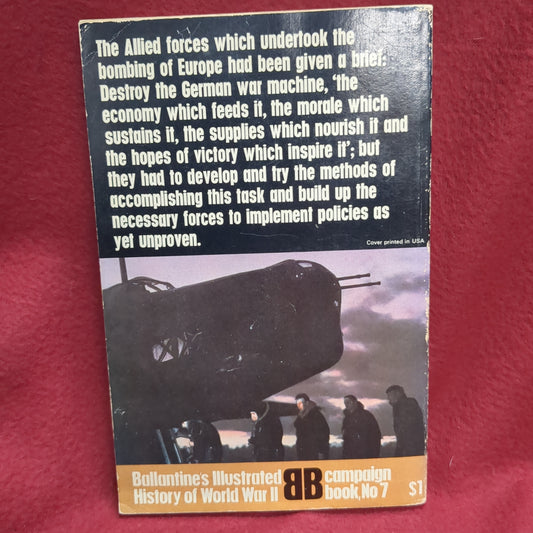 The Allied forces which undertook the
bombing of Europe had been given a brief:
Destroy the German war machine, 'the
economy which feeds it, the morale which
sustains it, the supplies which nourish it and
the hopes of victory which inspire it'; but
they had to develop and try the methods of
accomplishing this task and build up the
necessary forces to implement policies as
yet unproven.
Cover printed in USA
Ballantine's Illustrated
History of World War II
BB
campaign
book, No 7
$1